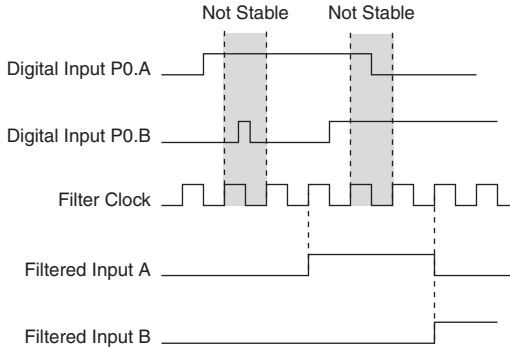 Not Stable Not Stable
Digital Input P0.A
Digital Input P0.B
Filter Clock
Filtered Input A
Filtered Input B